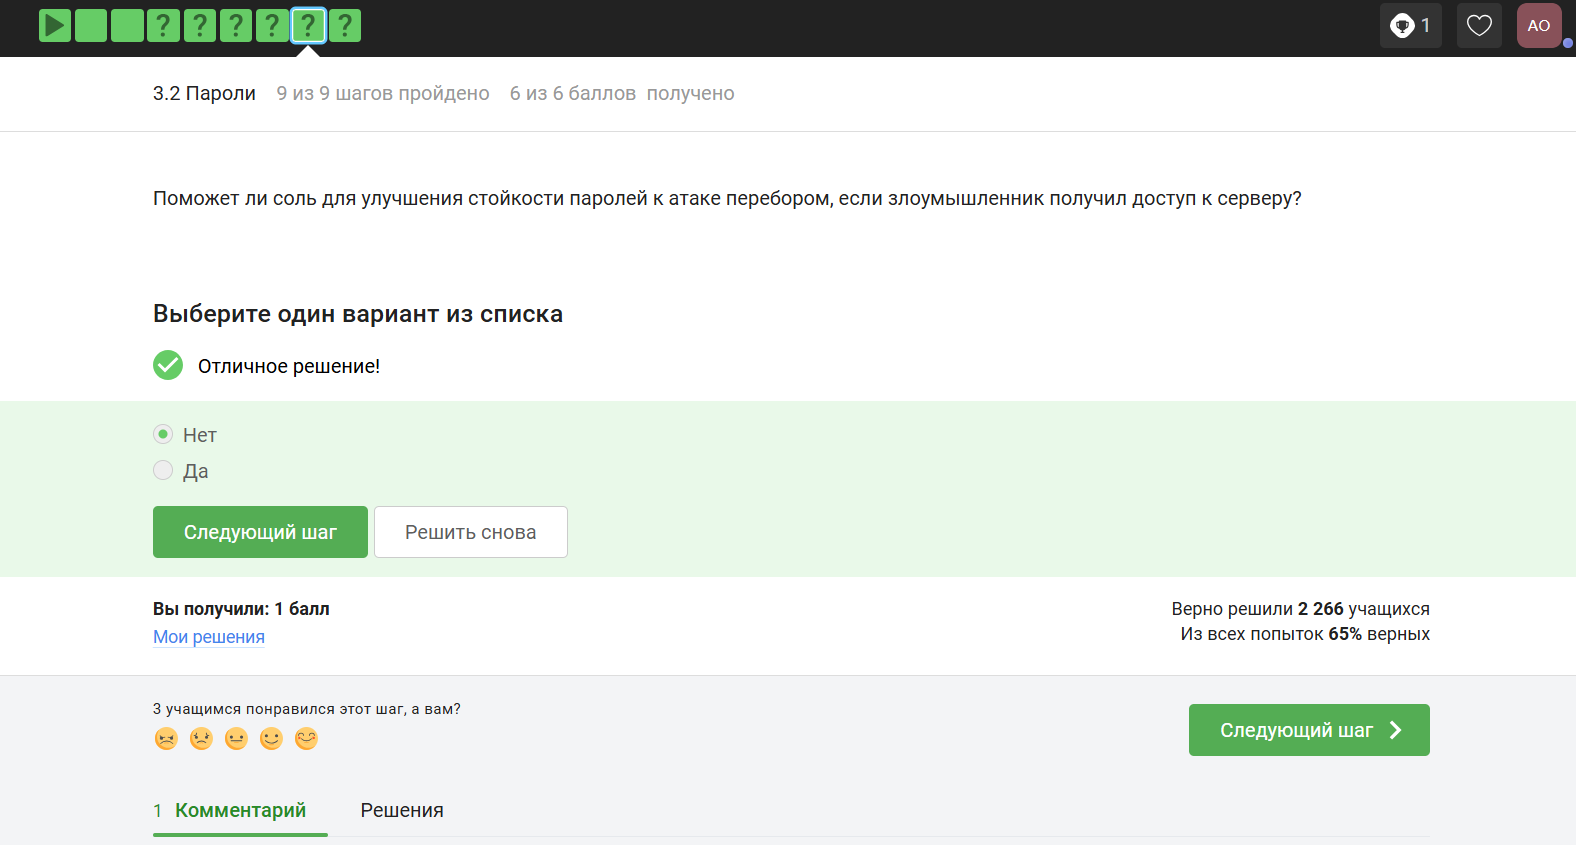 ? ? ? ? ? ?
1
AO
3.2 Пароли 9 из 9 шагов пройдено 6 из 6 баллов получено
Поможет ли соль для улучшения стойкости паролей к атаке перебором, если злоумышленник получил доступ к серверу?
Выберите один вариант из списка
Отличное решение!
Нет
Да
Следующий шаг
Решить снова
Вы получили: 1 балл
Мои решения
Верно решили 2 266 учащихся
Из всех попыток 65% верных
3 учащимся понравился этот шаг, а вам?
Следующий шаг
1 Комментарий
Решения